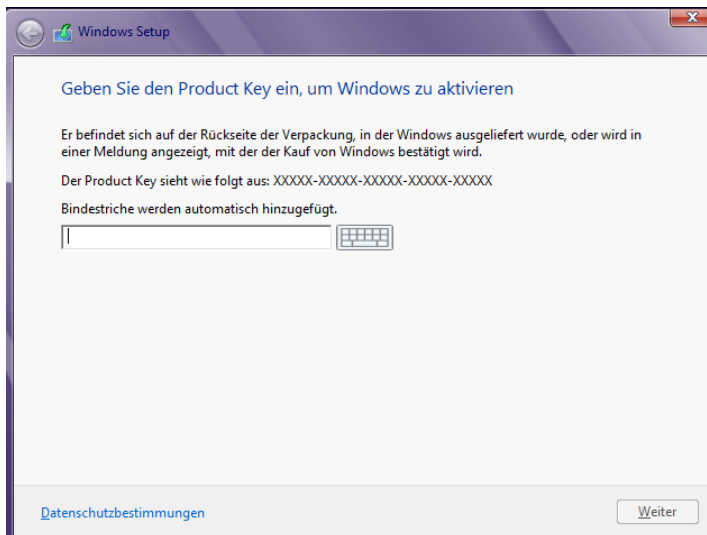 Windows Setup
Geben Sie den Product Key ein, um Windows zu aktivieren
Er befindet sich auf der Rückseite der Verpackung, in der Windows ausgeliefert wurde, oder wird in
einer Meldung angezeigt, mit der der Kauf von Windows bestätigt wird.
Der Product Key sieht wie folgt aus: XXXXX-XXXXX-XXXXX-XXXXX-XXXXX
Bindestriche werden automatisch hinzugefügt.
Datenschutzbestimmungen
Weiter